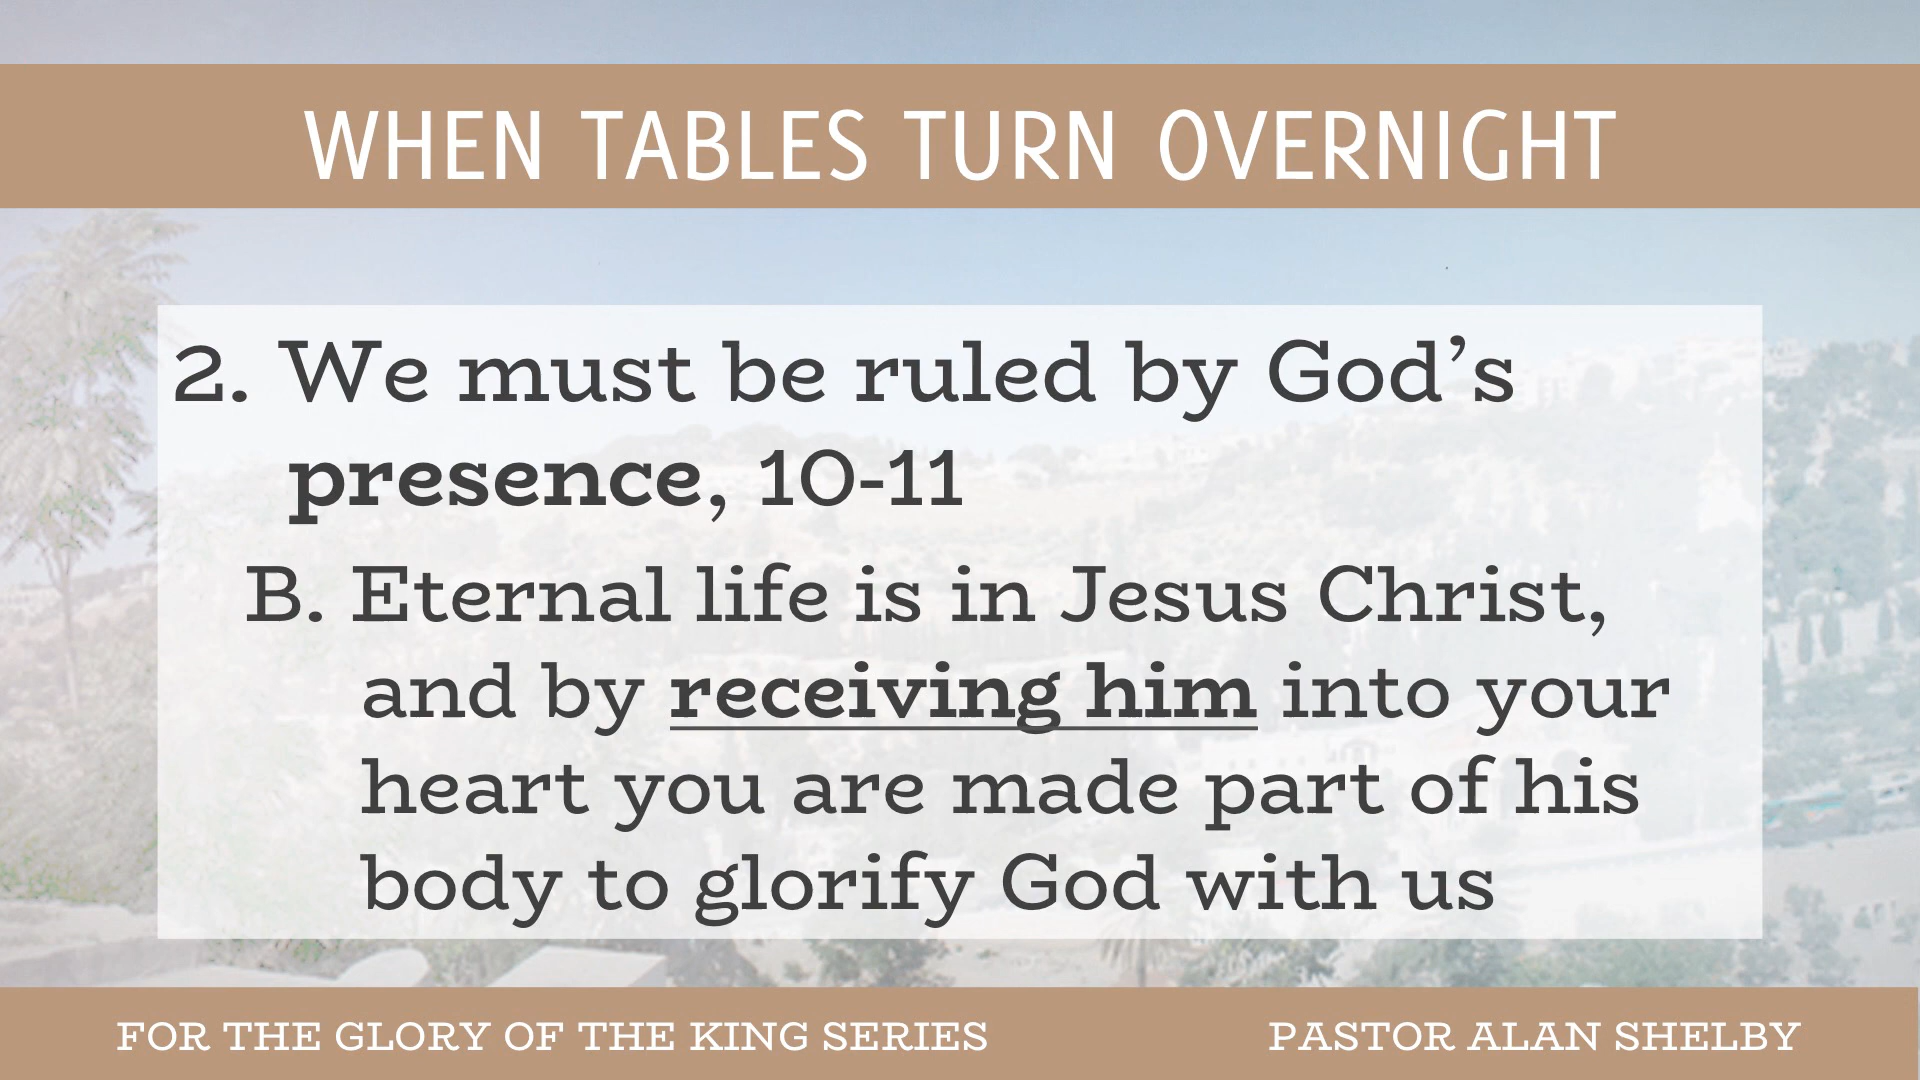 WHEN TABLES TURN OVERNIGHT
2. We must be ruled by God’s
presence, 10-11
B. Eternal life is in Jesus Christ,
and by receiving him into your
heart you are made part of his
body to glorify God with us
FOR THE GLORY OF THE KING SERIES
PASTOR ALAN SHELBY